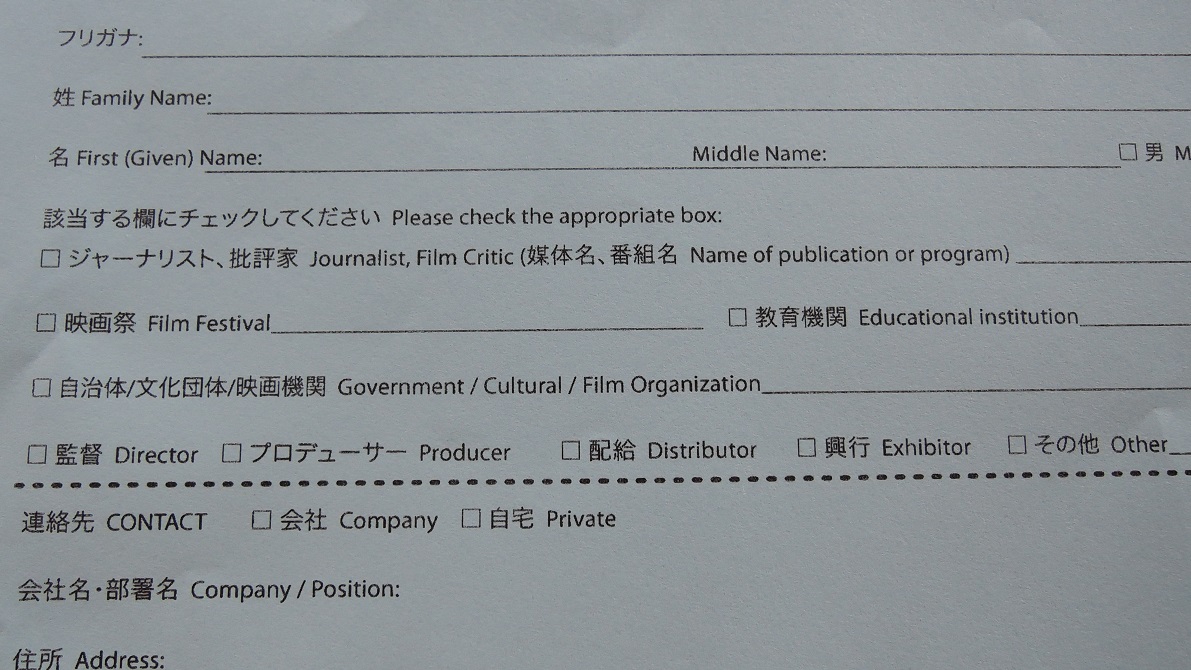 フリガナ:
姓 Family Name:
名 First (Given) Name: Middle Name: □ 男 M
該当する欄にチェックしてください Please check the appropriate box:
□ ジャーナリスト、批評家 Journalist, Film Critic (媒体名、番組名 Name of publication or program)
□ 映画祭 Film Festival □ 教育機関 Educational institution
□ 自治体/文化団体/映画機関 Government / Cultural / Film Organization
□ 監督 Director □ プロデューサー Producer □ 配給 Distributor □ 興行 Exhibitor □ その他 Other
連絡先 CONTACT □ 会社 Company □ 自宅 Private
会社名・部署名 Company / Position:
住所 Address: